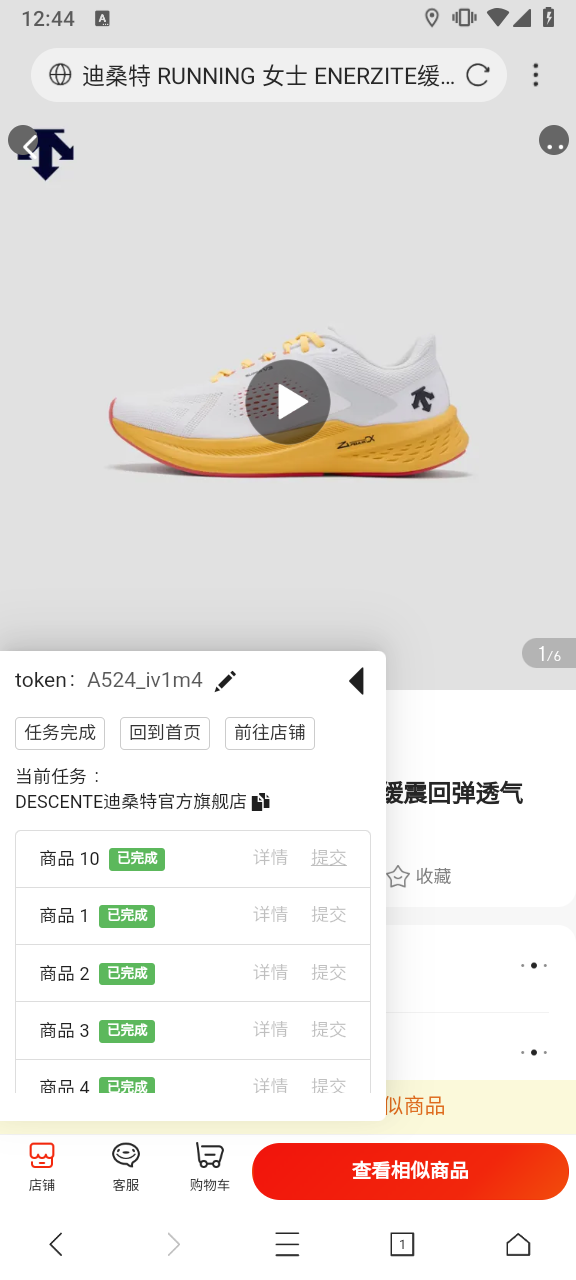 12:44
迪桑特 RUNNING 女士 ENERZITE缓...
1/6
token： A524_iv1m4
任务完成 回到首页 前往店铺
当前任务：
DESCENTE迪桑特官方旗舰店
缓震回弹透气
商品 10 已完成 详情 提交
收藏
商品 1 已完成 详情 提交
商品 2 已完成 详情 提交
商品 3 已完成 详情 提交
商品 4 已完成 详情 提交
似商品
店铺 客服 购物车 查看相似商品
1